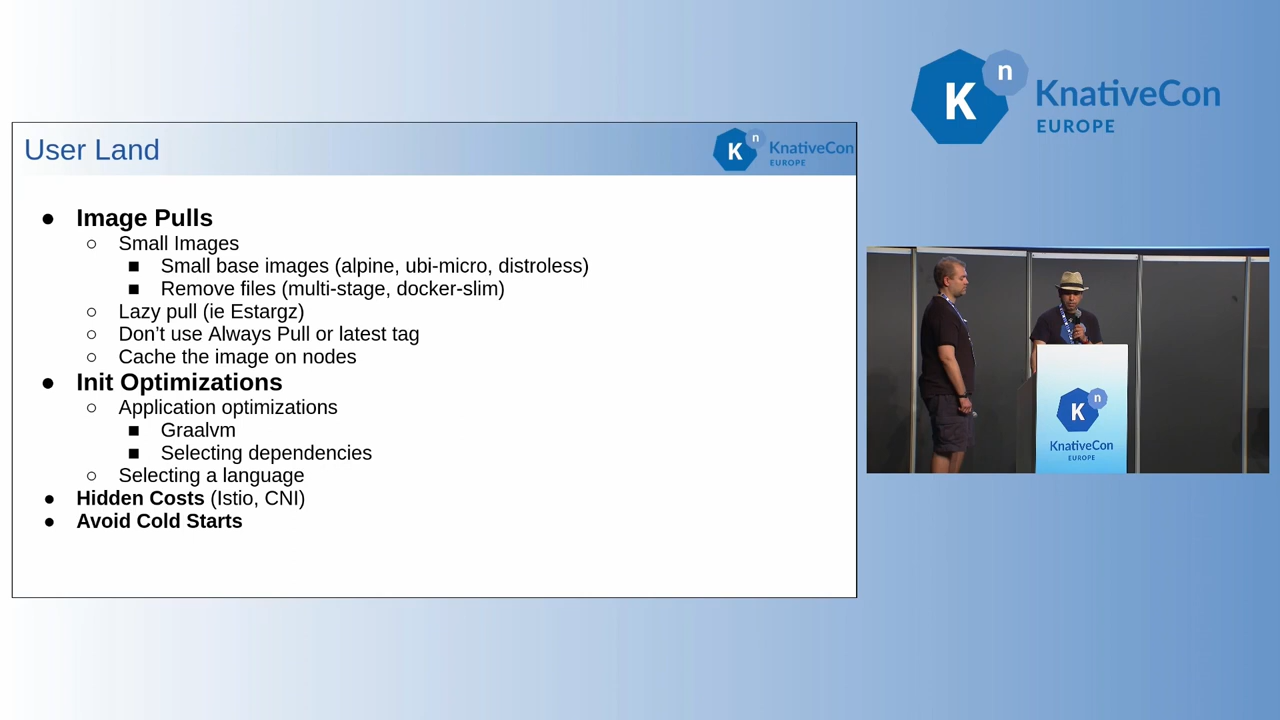 K n KnativeCon
EUROPE
User Land
K n KnativeCon
EUROPE
● Image Pulls
○ Small Images
■ Small base images (alpine, ubi-micro, distroless)
■ Remove files (multi-stage, docker-slim)
○ Lazy pull (ie Estargz)
○ Don’t use Always Pull or latest tag
○ Cache the image on nodes
● Init Optimizations
○ Application optimizations
■ Graalvm
■ Selecting dependencies
○ Selecting a language
● Hidden Costs (Istio, CNI)
● Avoid Cold Starts
K n
KnativeCon
EUROPE